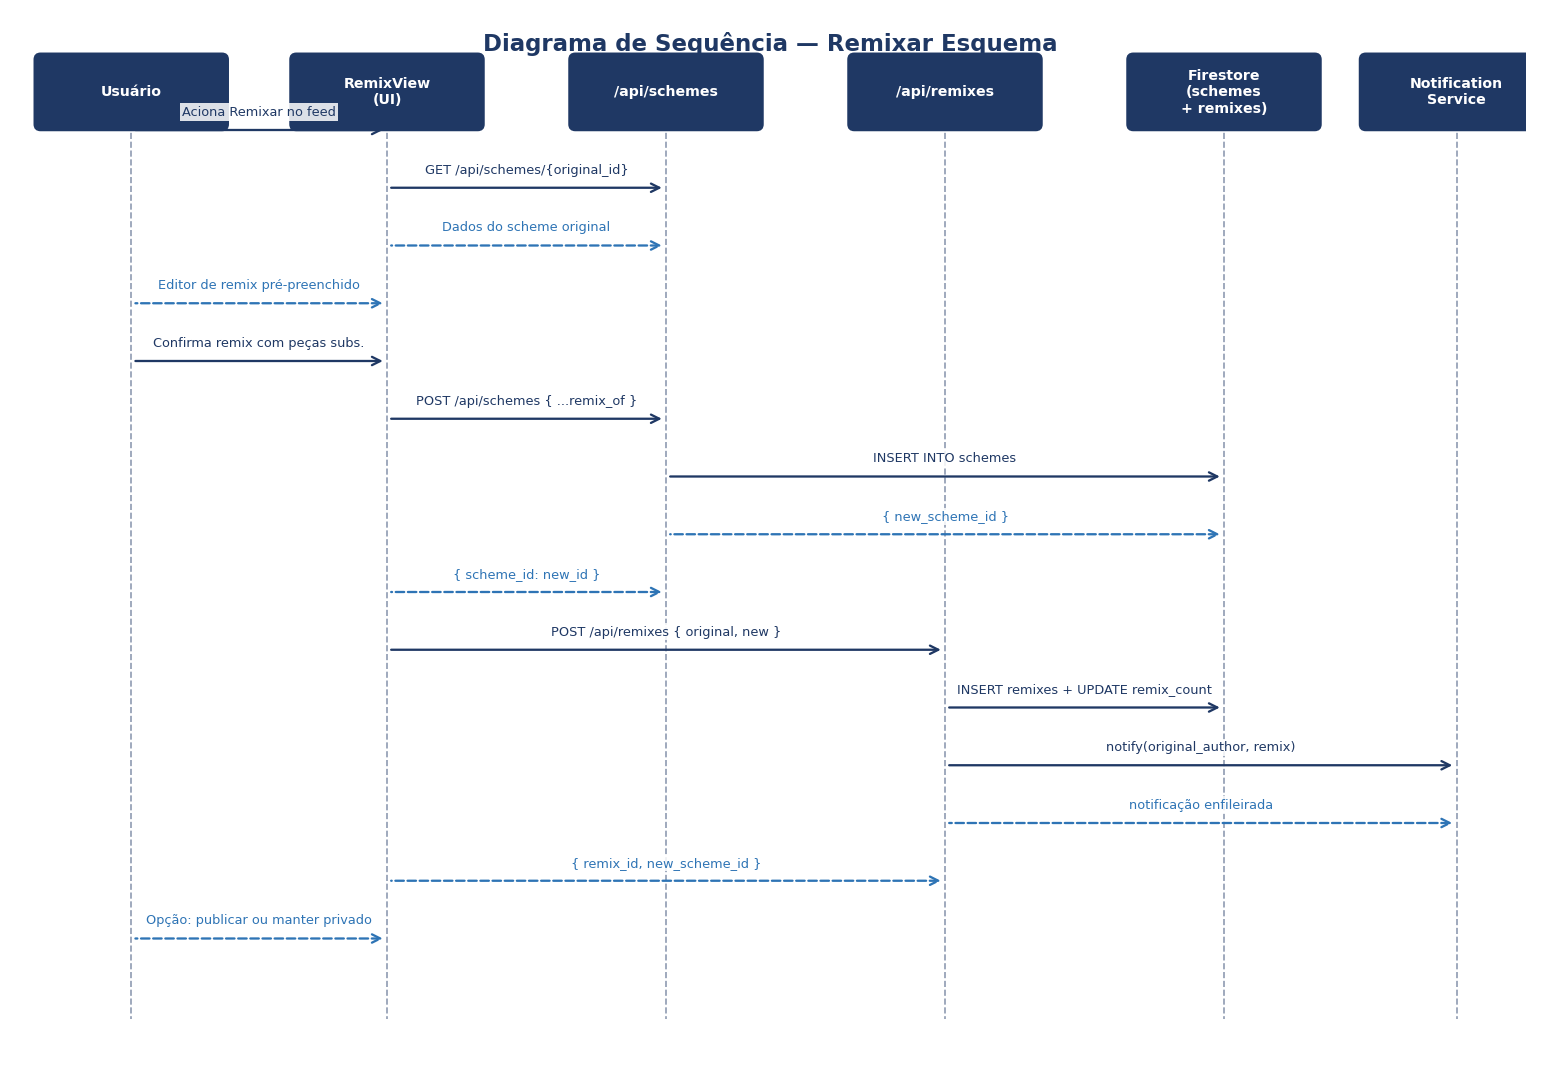 Diagrama de Sequência — Remixar Esquema
Usuário
RemixView
(UI)
/api/schemes
/api/remixes
Firestore
(schemes
+ remixes)
Notification
Service
Aciona Remixar no feed
GET /api/schemes/{original_id}
Dados do scheme original
Editor de remix pré-preenchido
Confirma remix com peças subs.
POST /api/schemes { ...remix_of }
INSERT INTO schemes
{ new_scheme_id }
{ scheme_id: new_id }
POST /api/remixes { original, new }
INSERT remixes + UPDATE remix_count
notify(original_author, remix)
notificação enfileirada
{ remix_id, new_scheme_id }
Opção: publicar ou manter privado